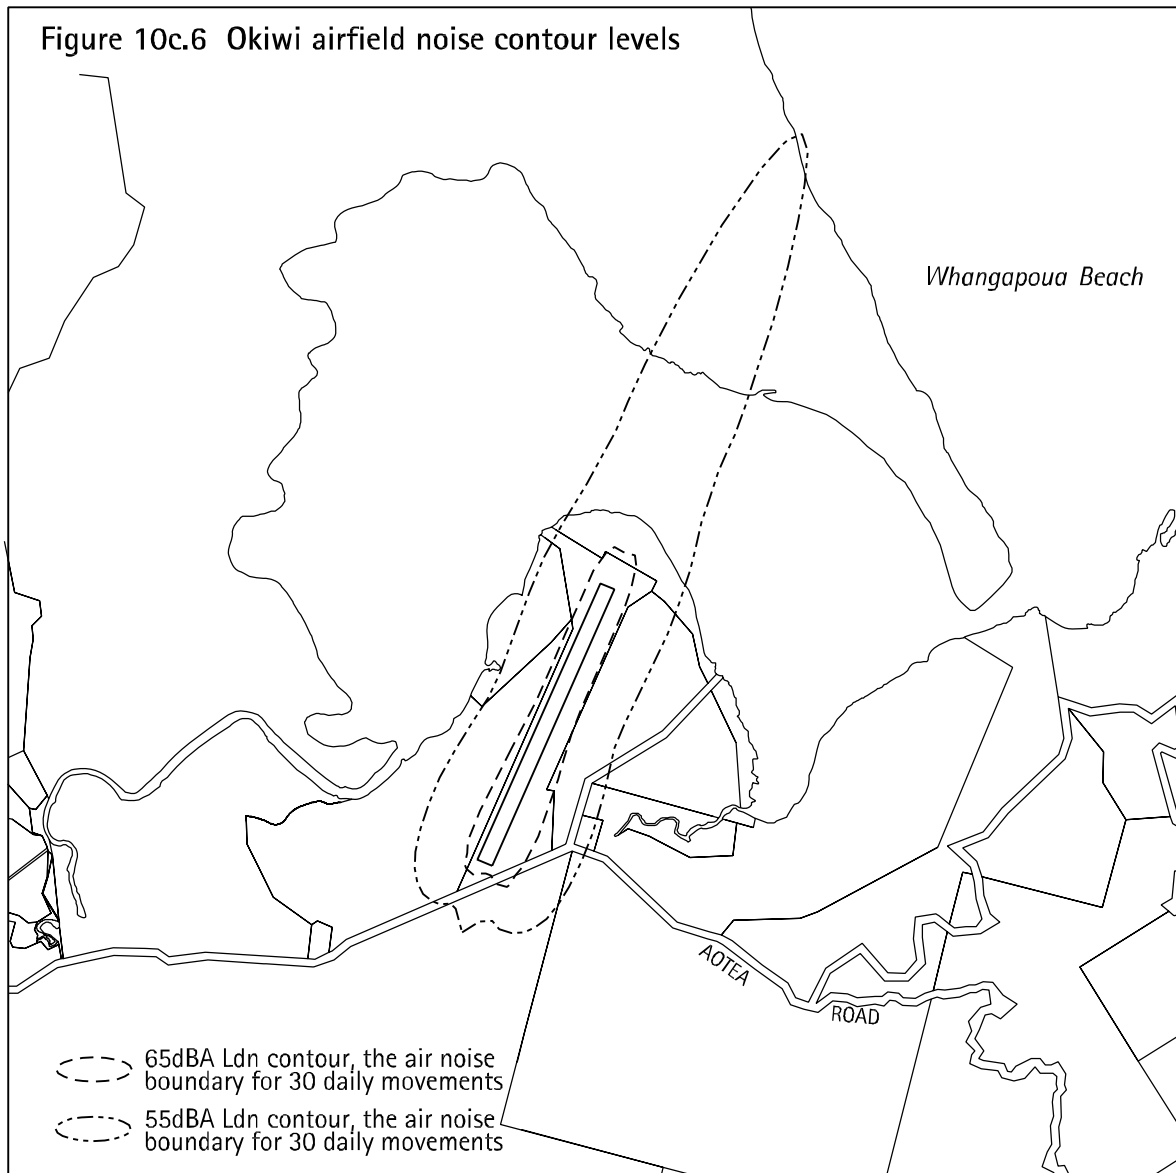 Figure 10c.6 Okiwi airfield noise contour levels
Whangapoua Beach
AOTEA
ROAD
65dBA Ldn contour, the air noise
boundary for 30 daily movements
55dBA Ldn contour, the air noise
boundary for 30 daily movements